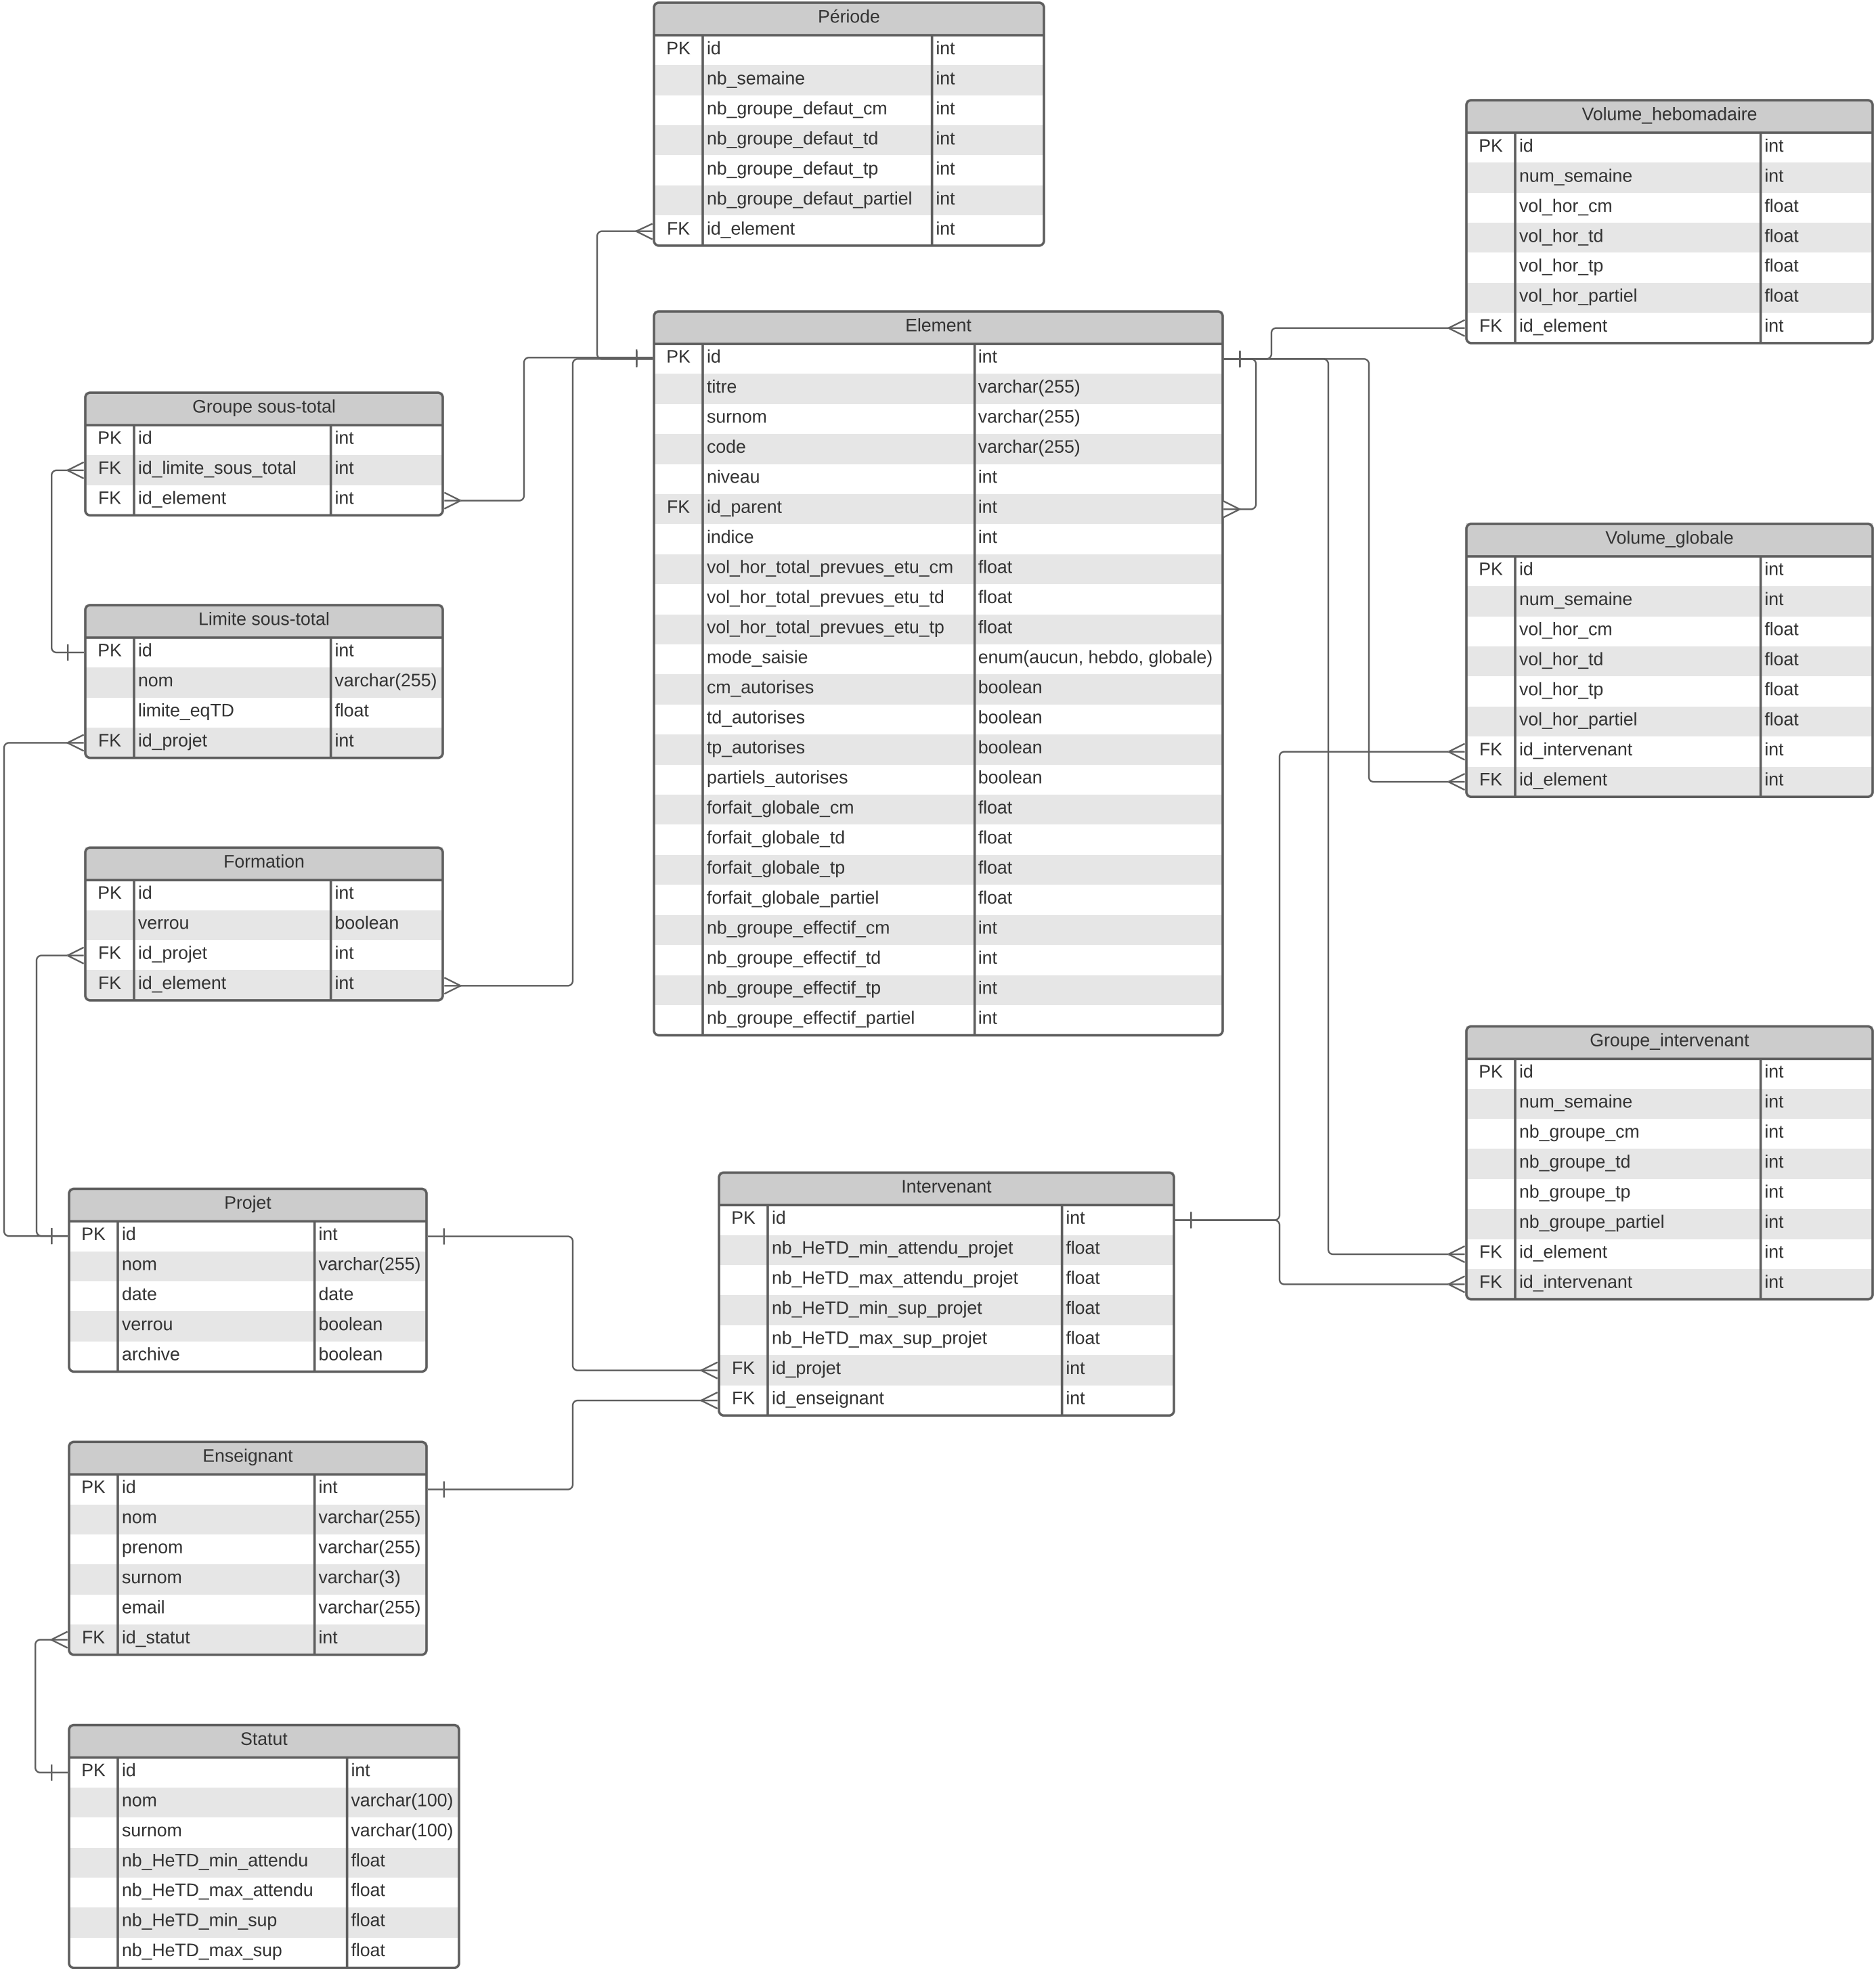 Période
PK id int
nb_semaine int
nb_groupe_defaut_cm int
nb_groupe_defaut_td int
nb_groupe_defaut_tp int
nb_groupe_defaut_partiel int
FK id_element int
Volume_hebomadaire
PK id int
num_semaine int
vol_hor_cm float
vol_hor_td float
vol_hor_tp float
vol_hor_partiel float
FK id_element int
Element
PK id int
titre varchar(255)
surnom varchar(255)
code varchar(255)
niveau int
FK id_parent int
indice int
vol_hor_total_prevues_etu_cm float
vol_hor_total_prevues_etu_td float
vol_hor_total_prevues_etu_tp float
mode_saisie enum(aucun, hebdo, globale)
cm_autorises boolean
td_autorises boolean
tp_autorises boolean
partiels_autorises boolean
forfait_globale_cm float
forfait_globale_td float
forfait_globale_tp float
forfait_globale_partiel float
nb_groupe_effectif_cm int
nb_groupe_effectif_td int
nb_groupe_effectif_tp int
nb_groupe_effectif_partiel int
Groupe sous-total
PK id int
FK id_limite_sous_total int
FK id_element int
Limite sous-total
PK id int
nom varchar(255)
limite_eqTD float
FK id_projet int
Formation
PK id int
verrou boolean
FK id_projet int
FK id_element int
Volume_globale
PK id int
num_semaine int
vol_hor_cm float
vol_hor_td float
vol_hor_tp float
vol_hor_partiel float
FK id_intervenant int
FK id_element int
Groupe_intervenant
PK id int
num_semaine int
nb_groupe_cm int
nb_groupe_td int
nb_groupe_tp int
nb_groupe_partiel int
FK id_element int
FK id_intervenant int
Projet
PK id int
nom varchar(255)
date date
verrou boolean
archive boolean
Intervenant
PK id int
nb_HeTD_min_attendu_projet float
nb_HeTD_max_attendu_projet float
nb_HeTD_min_sup_projet float
nb_HeTD_max_sup_projet float
FK id_projet int
FK id_enseignant int
Enseignant
PK id int
nom varchar(255)
prenom varchar(255)
surnom varchar(3)
email varchar(255)
FK id_statut int
Statut
PK id int
nom varchar(100)
surnom varchar(100)
nb_HeTD_min_attendu float
nb_HeTD_max_attendu float
nb_HeTD_min_sup float
nb_HeTD_max_sup float